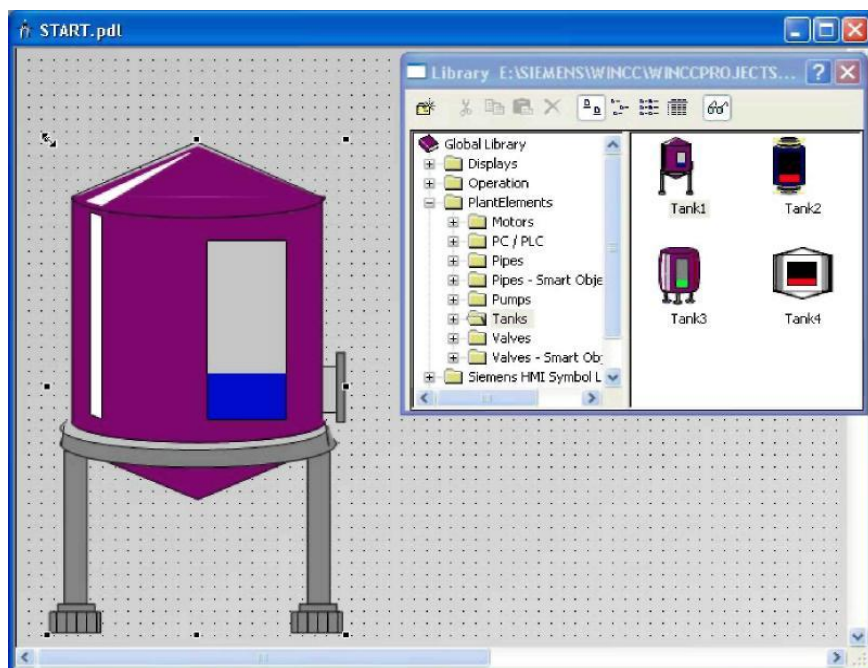 START.pdl
Library E:\SIEMENS\WINCC\WINCCPROJECTS...
Global Library
Displays
Operation
PlantElements
Motors
PC / PLC
Pipes
Pipes - Smart Obje
Pumps
Tanks
Valves
Valves - Smart Obj
Siemens HMI Symbol L
Tank1
Tank2
Tank3
Tank4